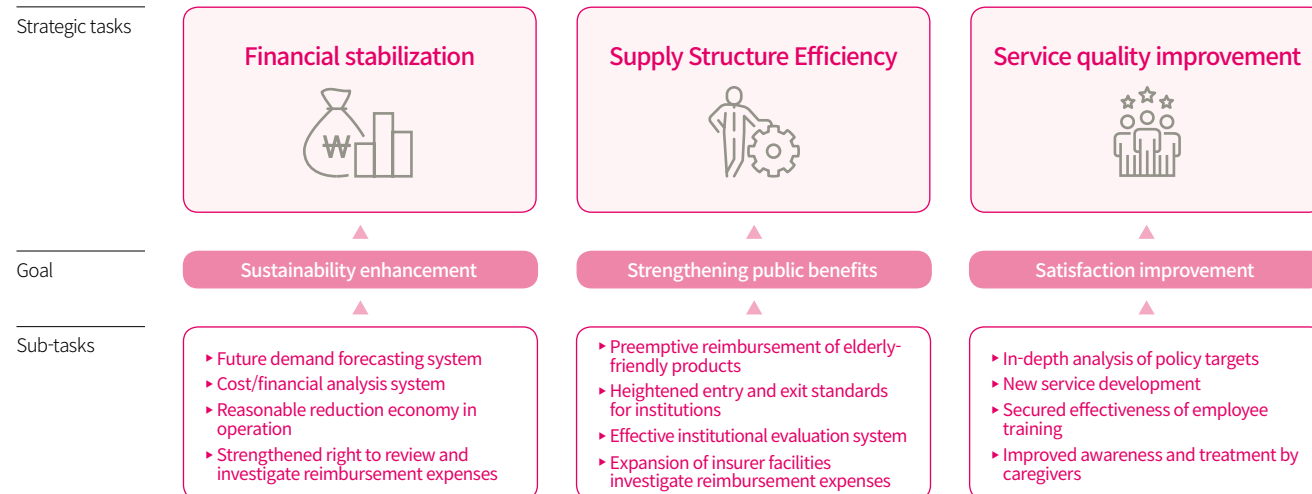 Strategic tasks
Financial stabilization
Supply Structure Efficiency
Service quality improvement
₩
Goal
Sustainability enhancement
Strengthening public benefits
Satisfaction improvement
Sub-tasks
‣ Future demand forecasting system
‣ Cost/financial analysis system
‣ Reasonable reduction economy in
operation
‣ Strengthened right to review and
investigate reimbursement expenses
‣ Preemptive reimbursement of elderly-
friendly products
‣ Heightened entry and exit standards
for institutions
‣ Effective institutional evaluation system
‣ Expansion of insurer facilities
investigate reimbursement expenses
‣ In-depth analysis of policy targets
‣ New service development
‣ Secured effectiveness of employee
training
‣ Improved awareness and treatment by
caregivers